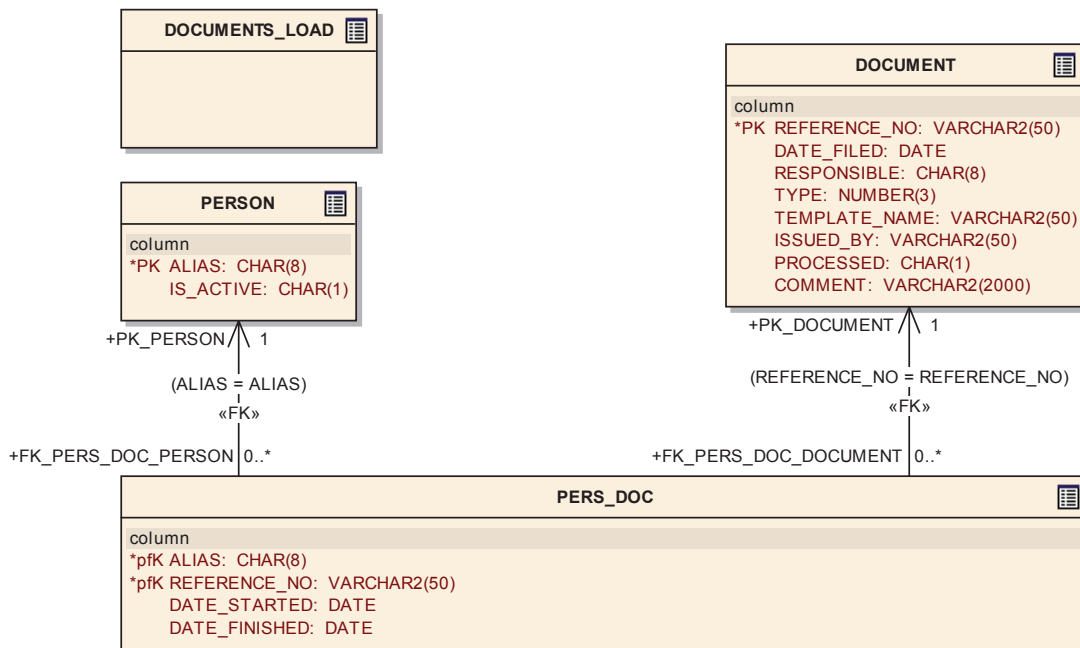 DOCUMENTS_LOAD
DOCUMENT
column
*PK REFERENCE_NO: VARCHAR2(50)
DATE_FILED: DATE
RESPONSIBLE: CHAR(8)
TYPE: NUMBER(3)
TEMPLATE_NAME: VARCHAR2(50)
ISSUED_BY: VARCHAR2(50)
PROCESSED: CHAR(1)
COMMENT: VARCHAR2(2000)
PERSON
column
*PK ALIAS: CHAR(8)
IS_ACTIVE: CHAR(1)
+PK_PERSON 1
(ALIAS = ALIAS)
«FK»
+FK_PERS_DOC_PERSON 0..*
+PK_DOCUMENT 1
(REFERENCE_NO = REFERENCE_NO)
«FK»
+FK_PERS_DOC_DOCUMENT 0..*
PERS_DOC
column
*pfK ALIAS: CHAR(8)
*pfK REFERENCE_NO: VARCHAR2(50)
DATE_STARTED: DATE
DATE_FINISHED: DATE